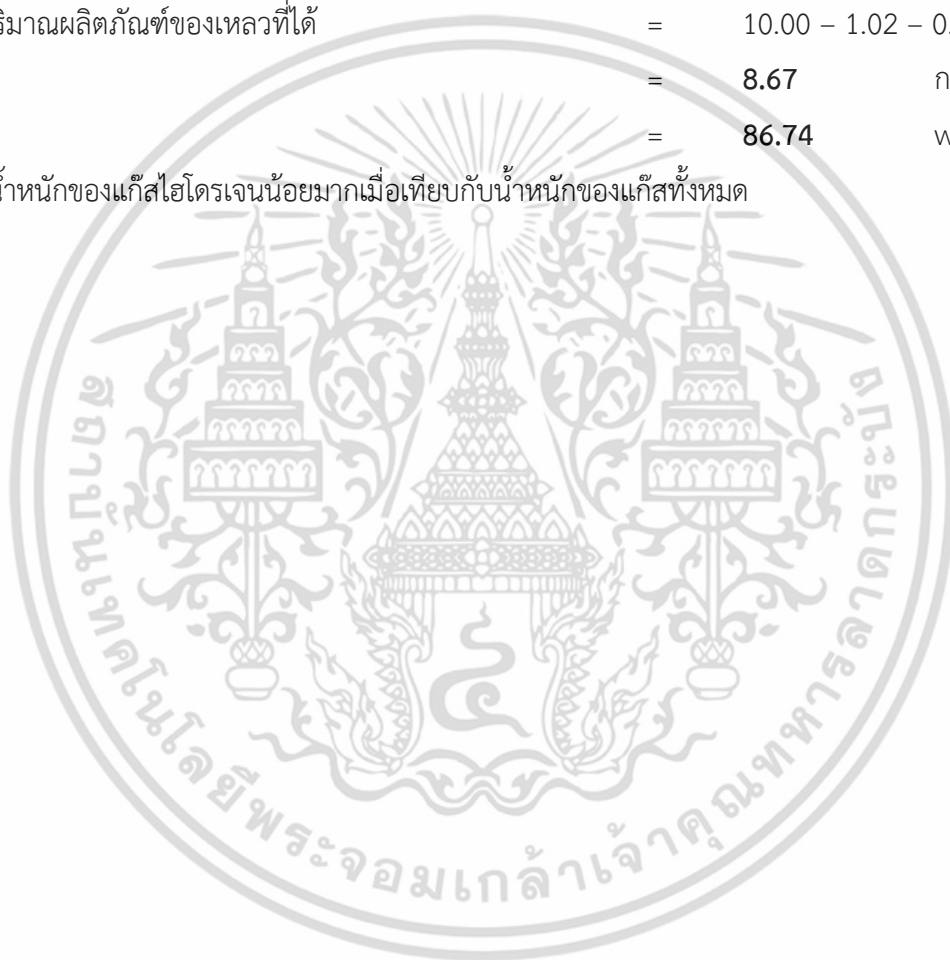 ริมาณผลิตภัณฑ์ของเหลวที่ได้ = 10.00 – 1.02 – 0.
= 8.67 ก
= 86.74 พ
น้ำหนักของแก๊สไฮโดรเจนน้อยมากเมื่อเทียบกับน้ำหนักของแก๊สทั้งหมด
สถาบันเทคโนโลยีพระจอมเกล้าเจ้าคุณทหารลาดกระบัง